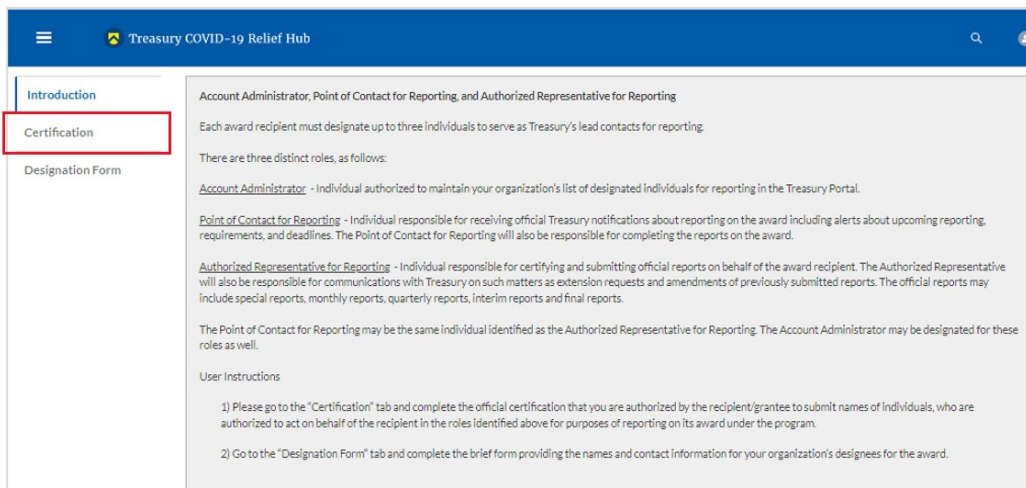 Treasury COVID-19 Relief Hub
Introduction
Certification
Designation Form
Account Administrator, Point of Contact for Reporting, and Authorized Representative for Reporting
Each award recipient must designate up to three individuals to serve as Treasury's lead contacts for reporting.
There are three distinct roles, as follows:
Account Administrator - Individual authorized to maintain your organization's list of designated individuals for reporting in the Treasury Portal.
Point of Contact for Reporting - Individual responsible for receiving official Treasury notifications about reporting on the award including alerts about upcoming reporting,
requirements, and deadlines. The Point of Contact for Reporting will also be responsible for completing the reports on the award.
Authorized Representative for Reporting - Individual responsible for certifying and submitting official reports on behalf of the award recipient. The Authorized Representative
will also be responsible for communications with Treasury on such matters as extension requests and amendments of previously submitted reports. The official reports may
include special reports, monthly reports, quarterly reports, interim reports and final reports.
The Point of Contact for Reporting may be the same individual identified as the Authorized Representative for Reporting. The Account Administrator may be designated for these
roles as well.
User Instructions
1) Please go to the "Certification" tab and complete the official certification that you are authorized by the recipient/grantee to submit names of individuals, who are
authorized to act on behalf of the recipient in the roles identified above for purposes of reporting on its award under the program.
2) Go to the "Designation Form" tab and complete the brief form providing the names and contact information for your organization's designees for the award.